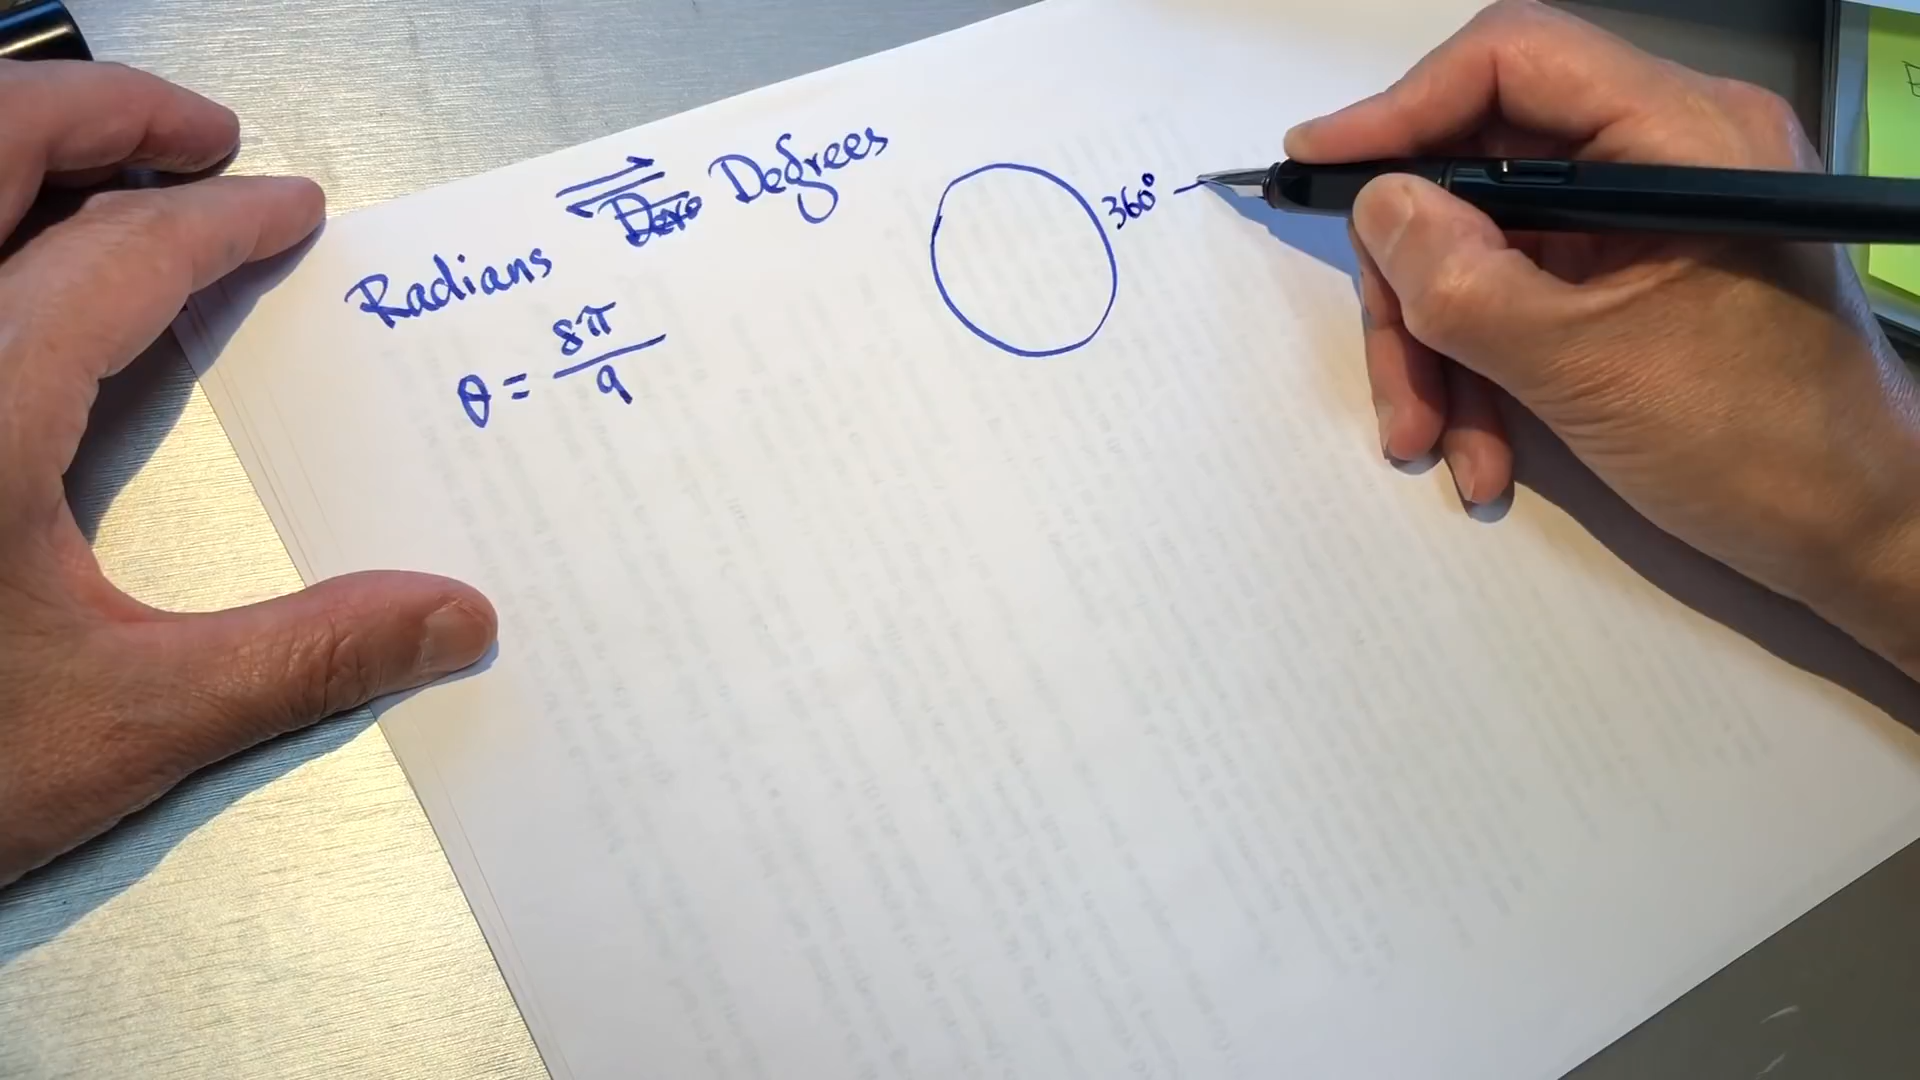 Radians ⇌ Degrees
θ = 8π/9
360° -